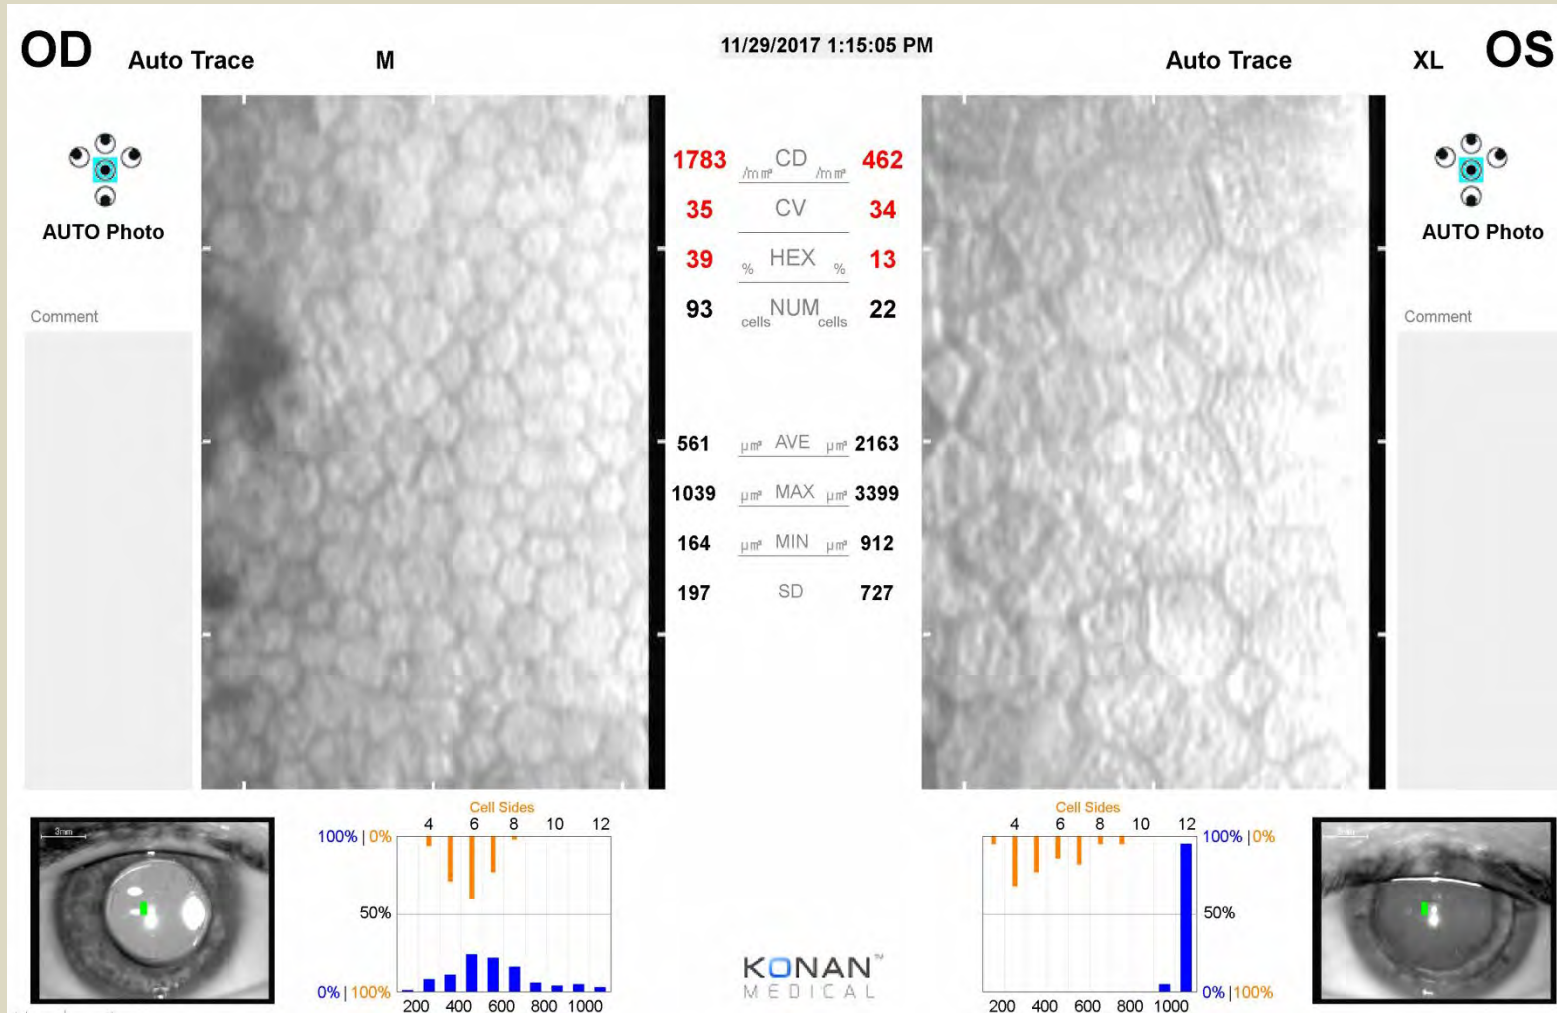 OD Auto Trace M 11/29/2017 1:15:05 PM Auto Trace XL OS
AUTO Photo
AUTO Photo
Comment
Comment
1783 /mm² CD /mm² 462
35 CV 34
39 % HEX % 13
93 cells NUM cells 22
561 µm² AVE µm² 2163
1039 µm² MAX µm² 3399
164 µm² MIN µm² 912
197 SD 727
3mm
Cell Sides
4 6 8 10 12
100% | 0%
50%
0% | 100%
200 400 600 800 1000
KONAN™
MEDICAL
Cell Sides
4 6 8 10 12
100% | 0%
50%
0% | 100%
200 400 600 800 1000